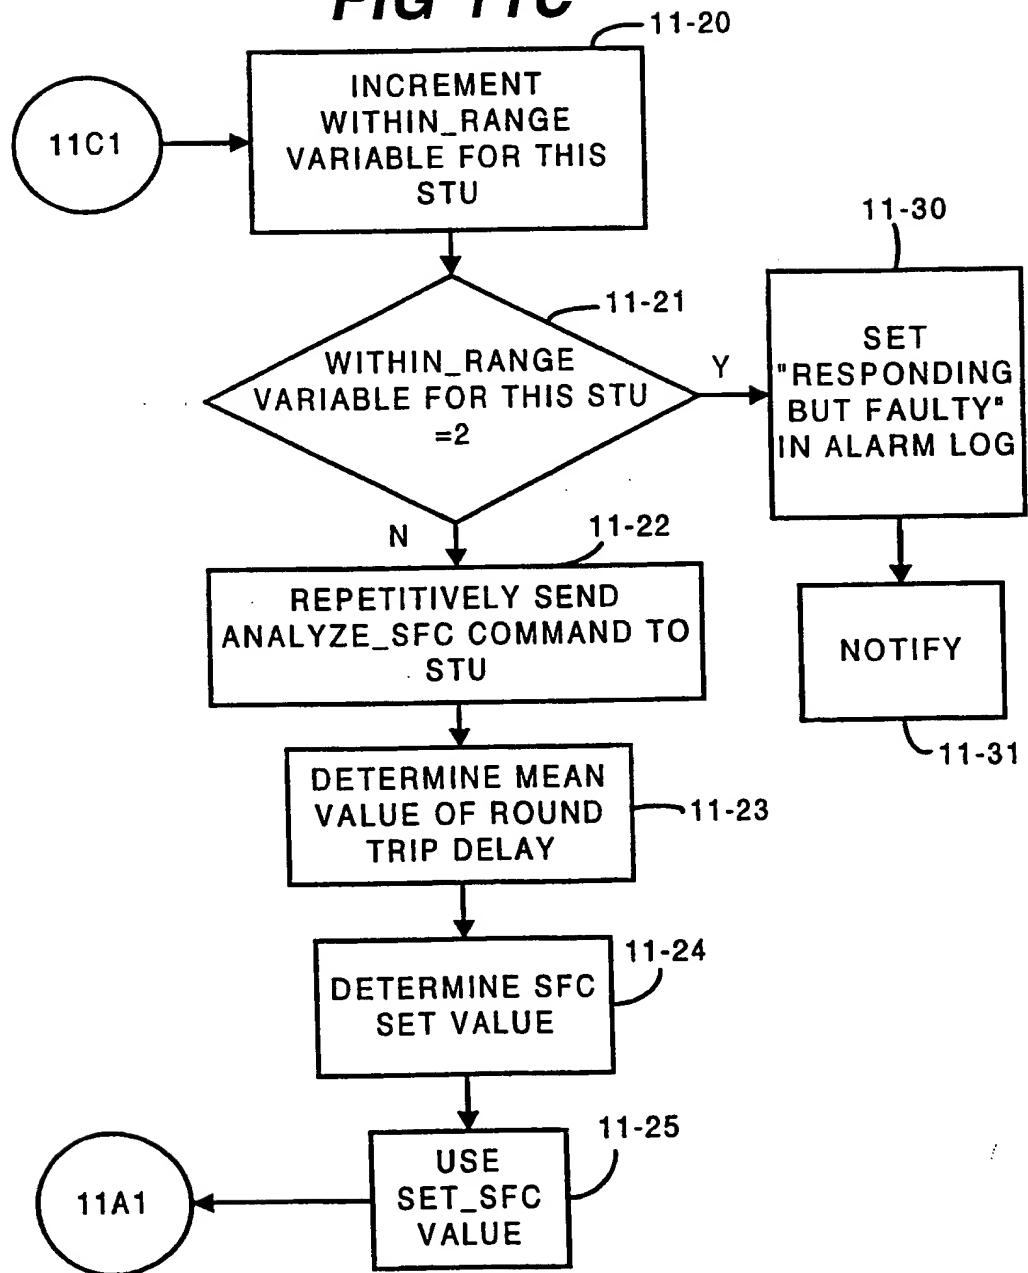 FIG 11C
11-20
INCREMENT
WITHIN_RANGE
VARIABLE FOR THIS
STU
11C1
11-30
11-21
SET
"RESPONDING
BUT FAULTY"
IN ALARM LOG
WITHIN_RANGE
VARIABLE FOR THIS STU
=2
Y
N
11-22
REPETITIVELY SEND
ANALYZE_SFC COMMAND TO
STU
NOTIFY
11-31
DETERMINE MEAN
VALUE OF ROUND
TRIP DELAY
11-23
11-24
DETERMINE SFC
SET VALUE
11-25
USE
SET_SFC
VALUE
11A1